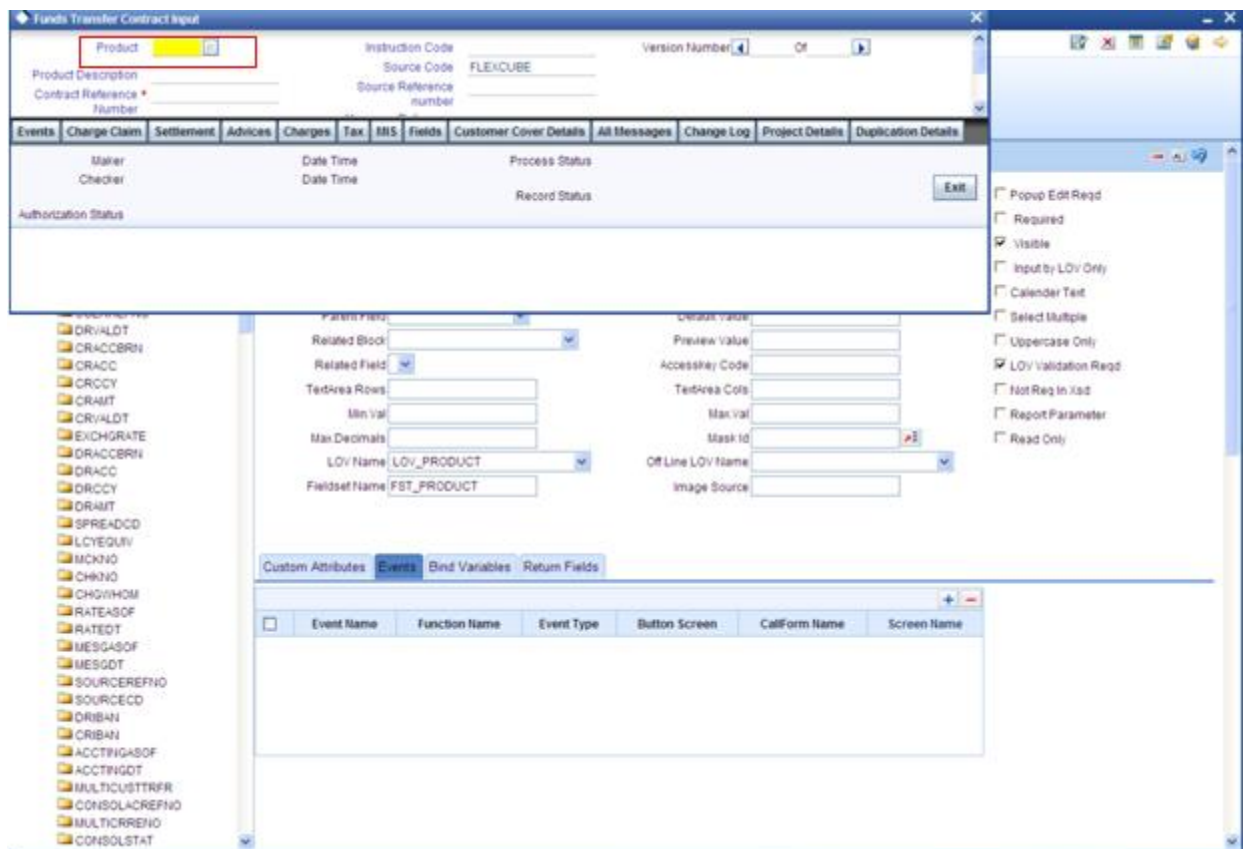 Funds Transfer Contract Input
Product
Instruction Code
Version Number Of
Product Description
Source Code FLEXCUBE
Contract Reference * Number
Source Reference number
Events Charge Claim Settlement Advices Charges Tax MIS Fields Customer Cover Details All Messages Change Log Project Details Duplication Details
Maker Date Time Process Status
Checker Date Time
Record Status
Exit
Authorization Status
Popup Edit Reqd
Required
Visible
Input by LOV Only
Calender Text
Select Multiple
Uppercase Only
LOV Validation Reqd
Not Req In Xsd
Report Parameter
Read Only
Parent Field Default Value
Related Block Preview Value
Related Field Accesskey Code
TextArea Rows TextArea Cols
Min Val Max Val
Max Decimals Mask Id
LOV Name LOV_PRODUCT Off Line LOV Name
Fieldset Name FST_PRODUCT Image Source
DRVALDT
CRACCBRN
CRACC
CRCCY
CRAMT
CRVALDT
EXCHGRATE
DRACCBRN
DRACC
DRCCY
DRAMT
SPREADCD
LCYEQUIV
MCKNO
CHKNO
CHGWHOM
RATEASOF
RATEDT
MESGASOF
MESGDT
SOURCEREFNO
SOURCECD
DRIBAN
CRIBAN
ACCTINGASOF
ACCTINGDT
MULTICUSTTRFR
CONSOLACREFNO
MULTICRRENO
CONSOLSTAT
Custom Attributes Events Bind Variables Return Fields
Event Name Function Name Event Type Button Screen CallForm Name Screen Name